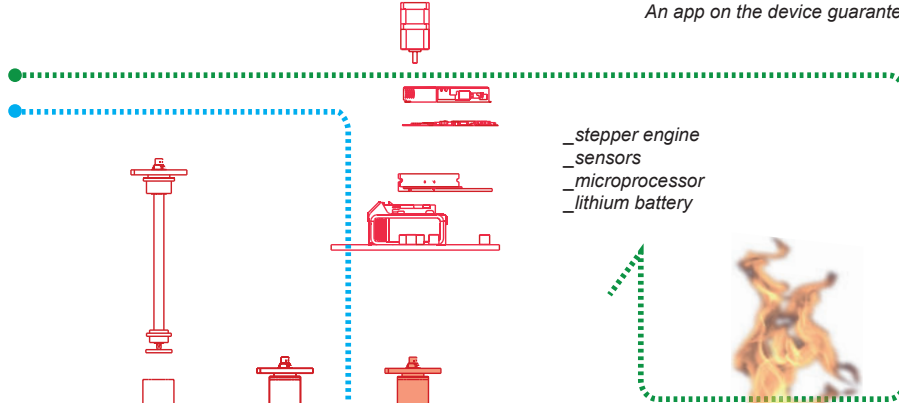 An app on the device guarante
_stepper engine
_sensors
_microprocessor
_lithium battery